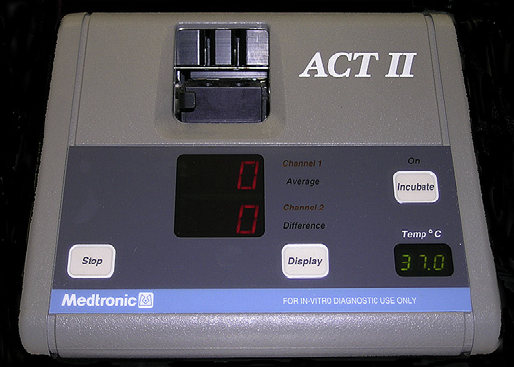 ACT II
On
Incubate
0
Channel 1
Average
0
Channel 2
Difference
Temp °C
37.0
Stop
Display
Medtronic
FOR IN-VITRO DIAGNOSTIC USE ONLY